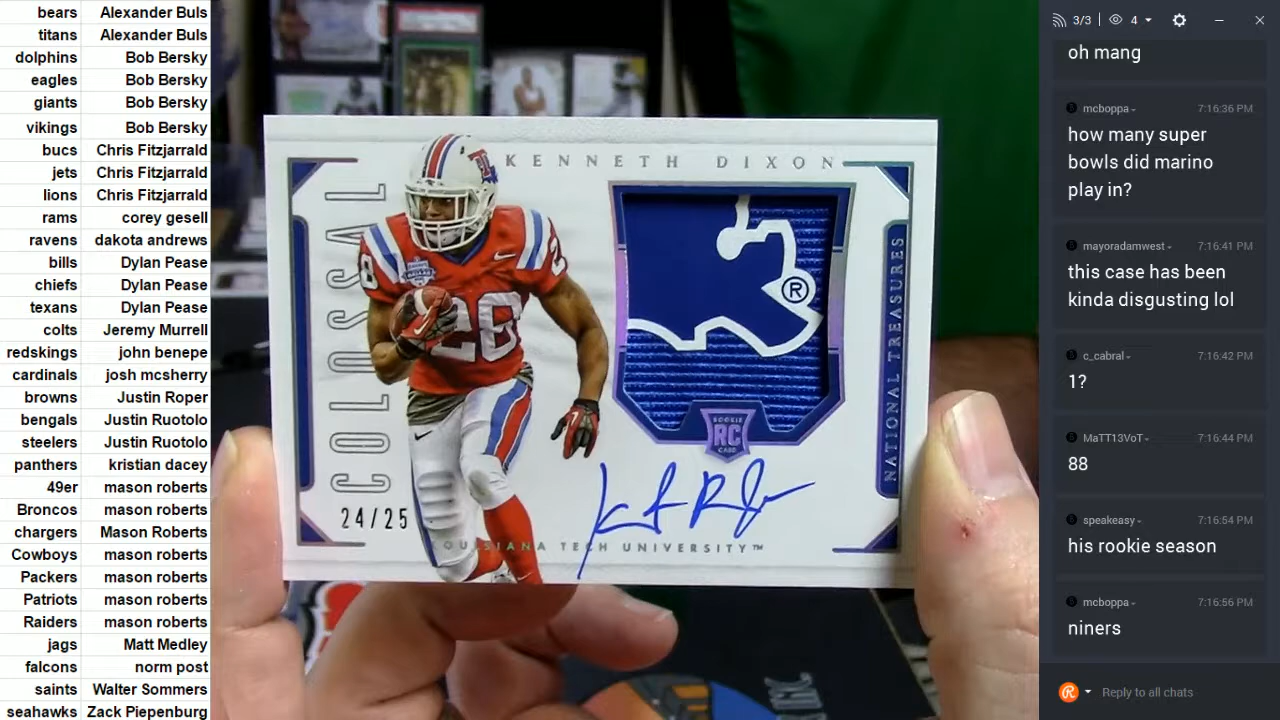 bears Alexander Buls
titans Alexander Buls
dolphins Bob Bersky
eagles Bob Bersky
giants Bob Bersky
vikings Bob Bersky
bucs Chris Fitzjarrald
jets Chris Fitzjarrald
lions Chris Fitzjarrald
rams corey gesell
ravens dakota andrews
bills Dylan Pease
chiefs Dylan Pease
texans Dylan Pease
colts Jeremy Murrell
redskings john benepe
cardinals josh mcsherry
browns Justin Roper
bengals Justin Ruotolo
steelers Justin Ruotolo
panthers kristian dacey
49er mason roberts
Broncos mason roberts
chargers Mason Roberts
Cowboys mason roberts
Packers mason roberts
Patriots mason roberts
Raiders mason roberts
jags Matt Medley
falcons norm post
saints Walter Sommers
seahawks Zack Piepenburg
KENNETH DIXON
COLOSSAL
28
28
®
ROOKIE
RC
CARD
NATIONAL TREASURES
24/25
LOUISIANA TECH UNIVERSITY™
3/3 4
oh mang
mcboppa 7:16:36 PM
how many super
bowls did marino
play in?
mayoradamwest 7:16:41 PM
this case has been
kinda disgusting lol
c_cabral 7:16:42 PM
1?
MaTT13VoT 7:16:44 PM
88
speakeasy 7:16:54 PM
his rookie season
mcboppa 7:16:56 PM
niners
Reply to all chats